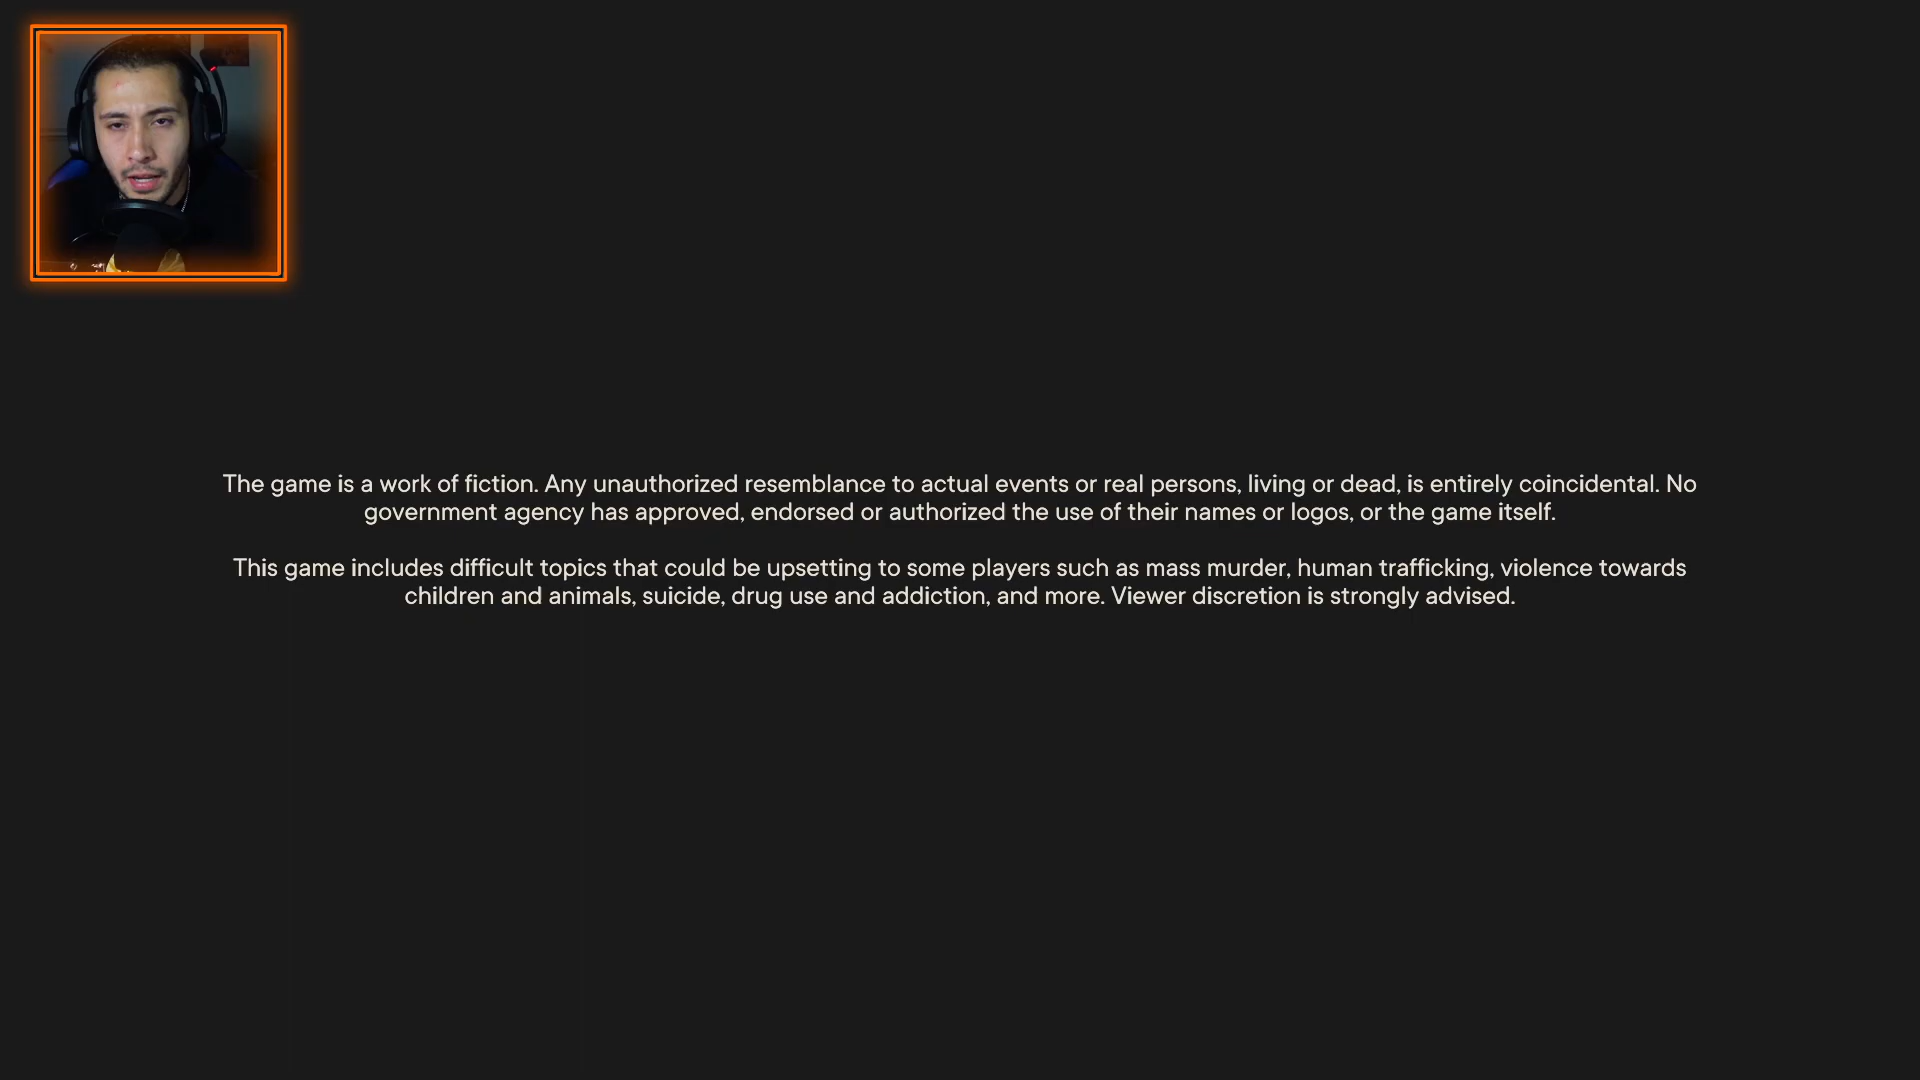 The game is a work of fiction. Any unauthorized resemblance to actual events or real persons, living or dead, is entirely coincidental. No
government agency has approved, endorsed or authorized the use of their names or logos, or the game itself.
This game includes difficult topics that could be upsetting to some players such as mass murder, human trafficking, violence towards
children and animals, suicide, drug use and addiction, and more. Viewer discretion is strongly advised.